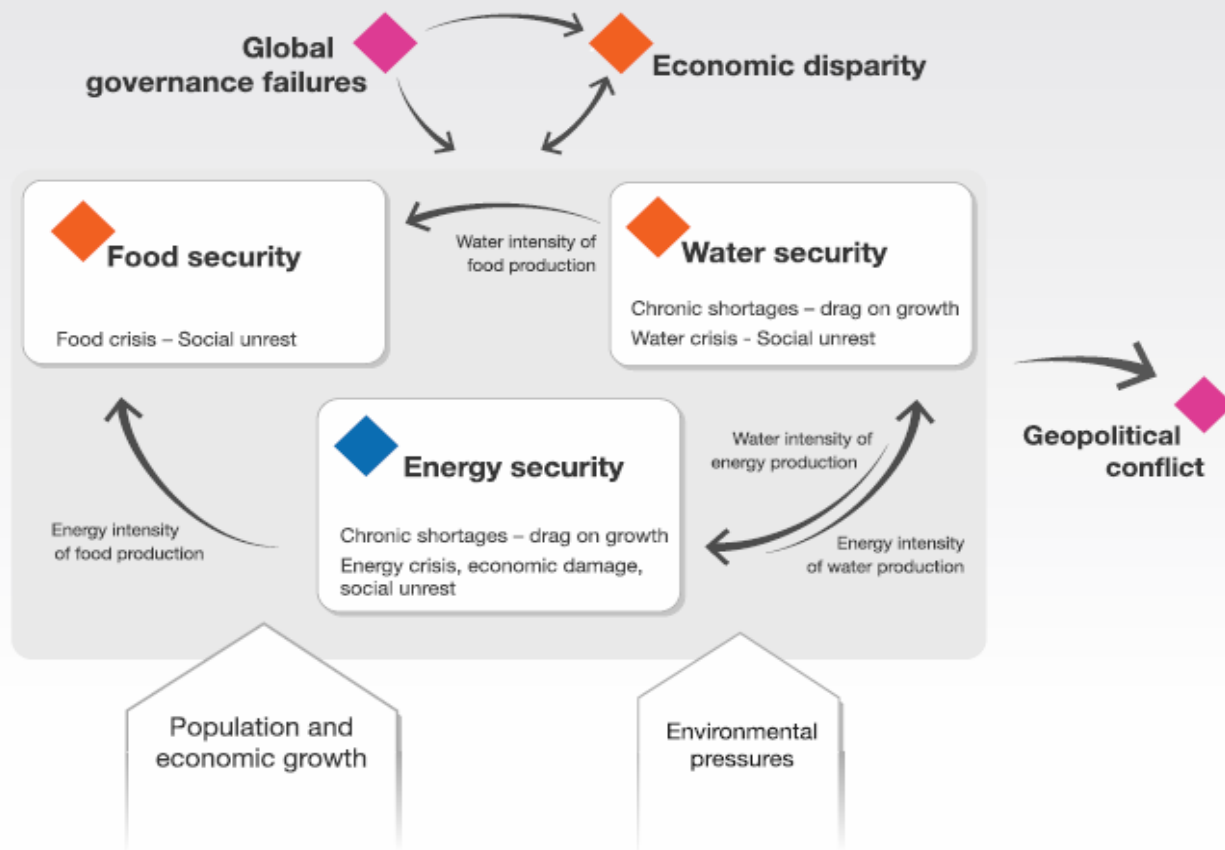 Global
governance failures
Economic disparity
Food security
Food crisis – Social unrest
Water intensity of
food production
Water security
Chronic shortages – drag on growth
Water crisis - Social unrest
Geopolitical
conflict
Energy security
Chronic shortages – drag on growth
Energy crisis, economic damage,
social unrest
Water intensity of
energy production
Energy intensity
of food production
Energy intensity
of water production
Population and
economic growth
Environmental
pressures